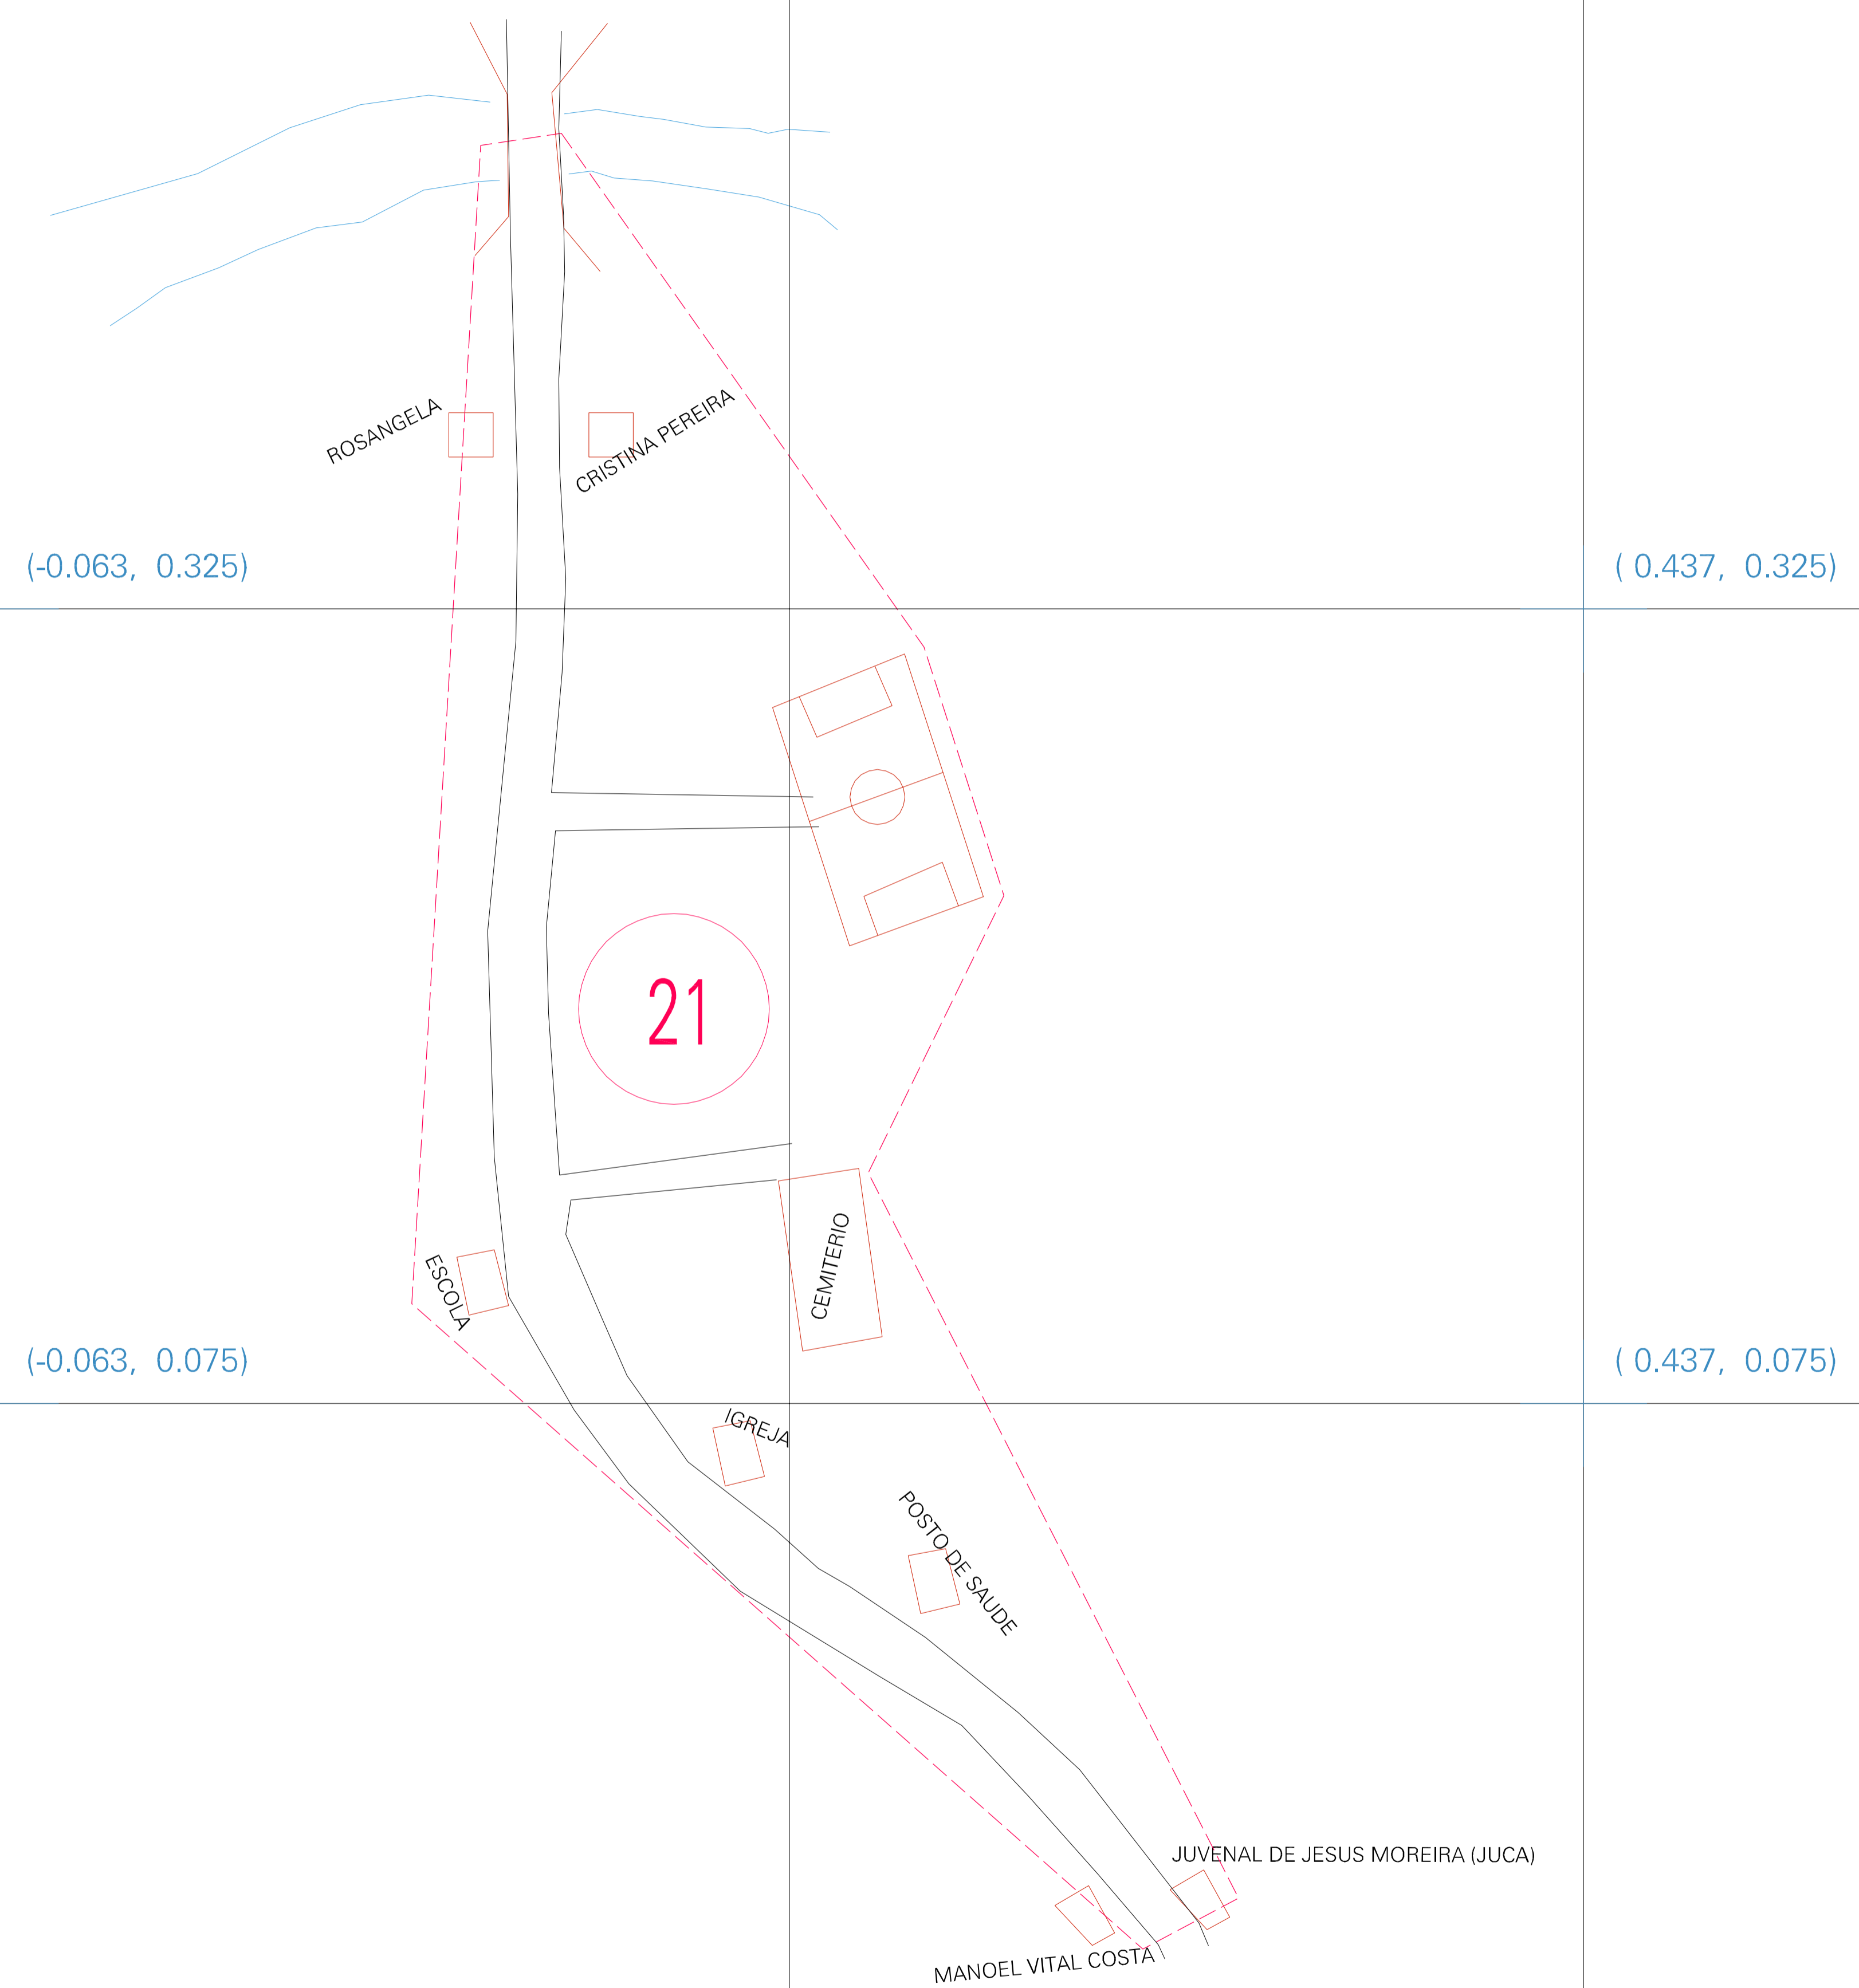 ROSANGELA
CRISTINA PEREIRA
(-0.063, 0.325)
( 0.437, 0.325)
21
CEMITERIO
ESCOLA
(-0.063, 0.075)
( 0.437, 0.075)
IGREJA
POSTO DE SAUDE
JUVENAL DE JESUS MOREIRA (JUCA)
MANOEL VITAL COSTA